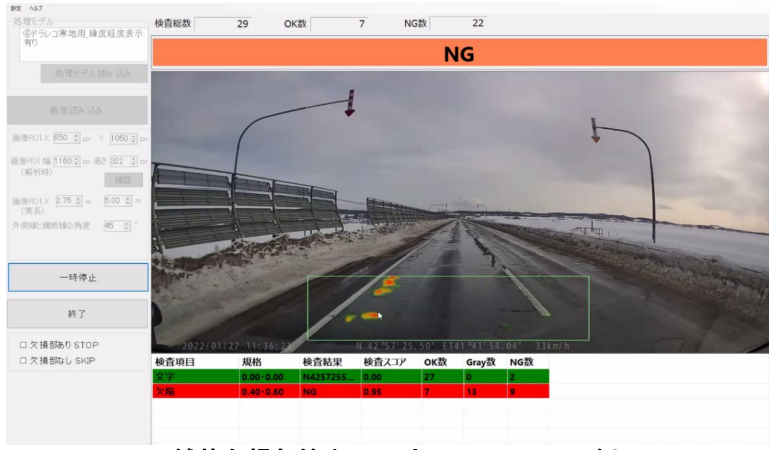 設定 ヘルプ
処理モデル
④ドラレコ寒地用_緯度経度表示有り
処理モデル読み込み
画像読み込み
画像ROI X 650 px Y 1050 px
画像ROI 幅 1160 px 高さ 322 px
(解析時)
確認
画像ROI X 2.75 m 5.00 m
(実長)
外側線と横断線の角度 45 °
一時停止
終了
欠損部あり STOP
欠損部なし SKIP
検査総数 29 OK数 7 NG数 22
NG
2022/01/27 11:36:23 N 42°57'25.50" E141°41'54.04" 33km/h
検査項目 規格 検査結果 検査スコア OK数 Gray数 NG数
文字 0.00-0.00 N4257255... 0.00 27 0 2
欠陥 0.40-0.60 NG 0.95 7 13 9